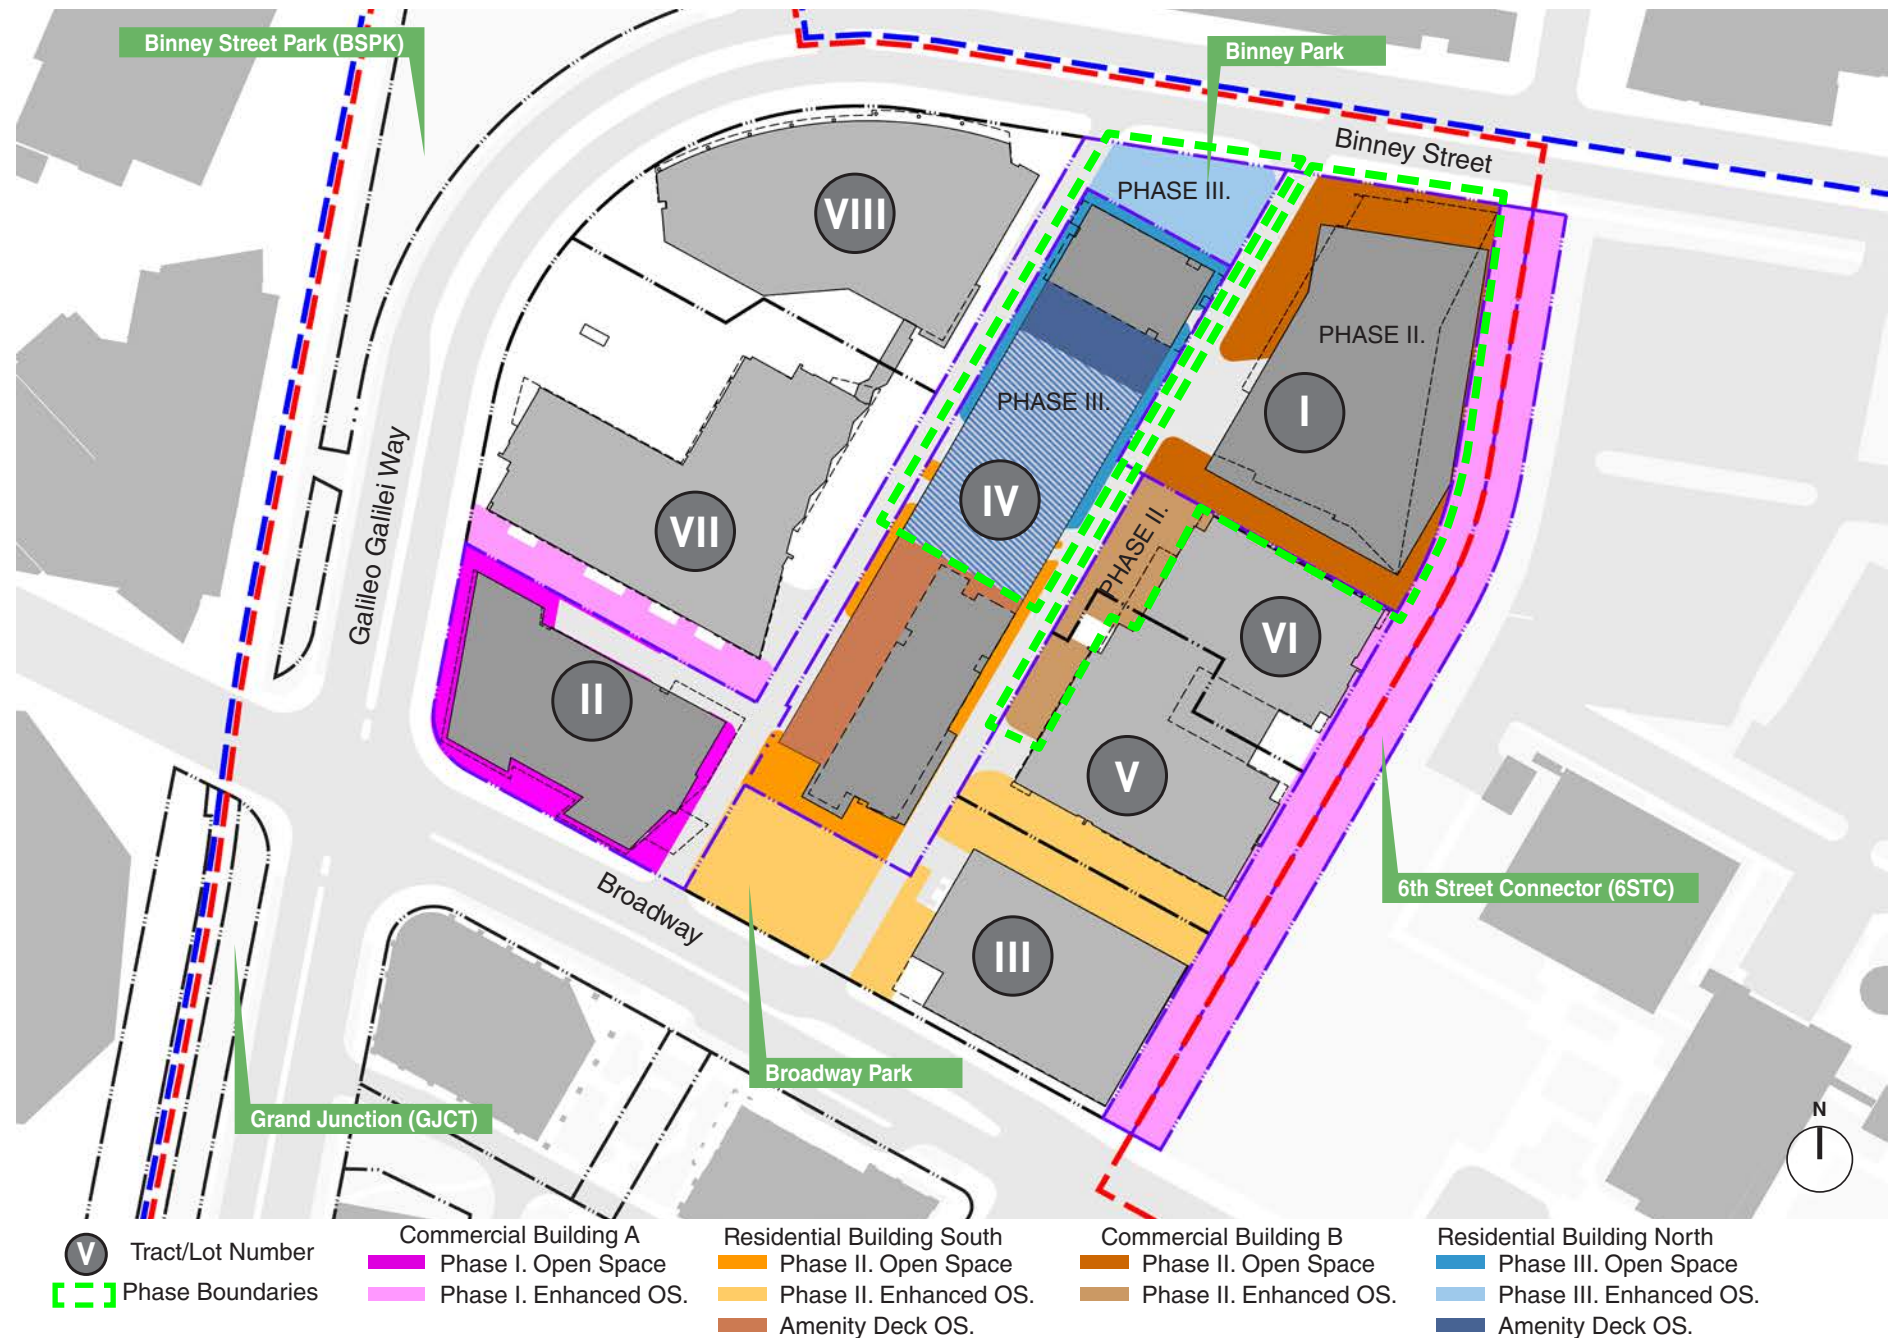 Binney Street Park (BSPK)
Binney Park
Binney Street
PHASE III.
VIII
PHASE II.
I
PHASE III.
IV
VII
PHASE II.
Galileo Galilei Way
VI
II
V
6th Street Connector (6STC)
Broadway
III
Broadway Park
Grand Junction (GJCT)
N
V Tract/Lot Number
Phase Boundaries
Commercial Building A
Phase I. Open Space
Phase I. Enhanced OS.
Residential Building South
Phase II. Open Space
Phase II. Enhanced OS.
Amenity Deck OS.
Commercial Building B
Phase II. Open Space
Phase II. Enhanced OS.
Residential Building North
Phase III. Open Space
Phase III. Enhanced OS.
Amenity Deck OS.